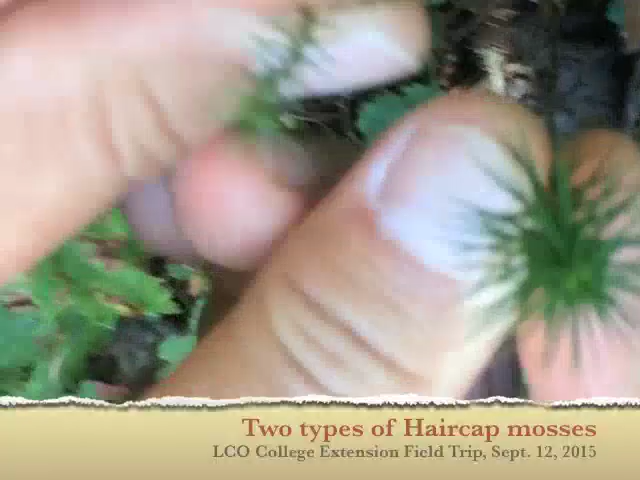 Two types of Haircap mosses
LCO College Extension Field Trip, Sept. 12, 2015